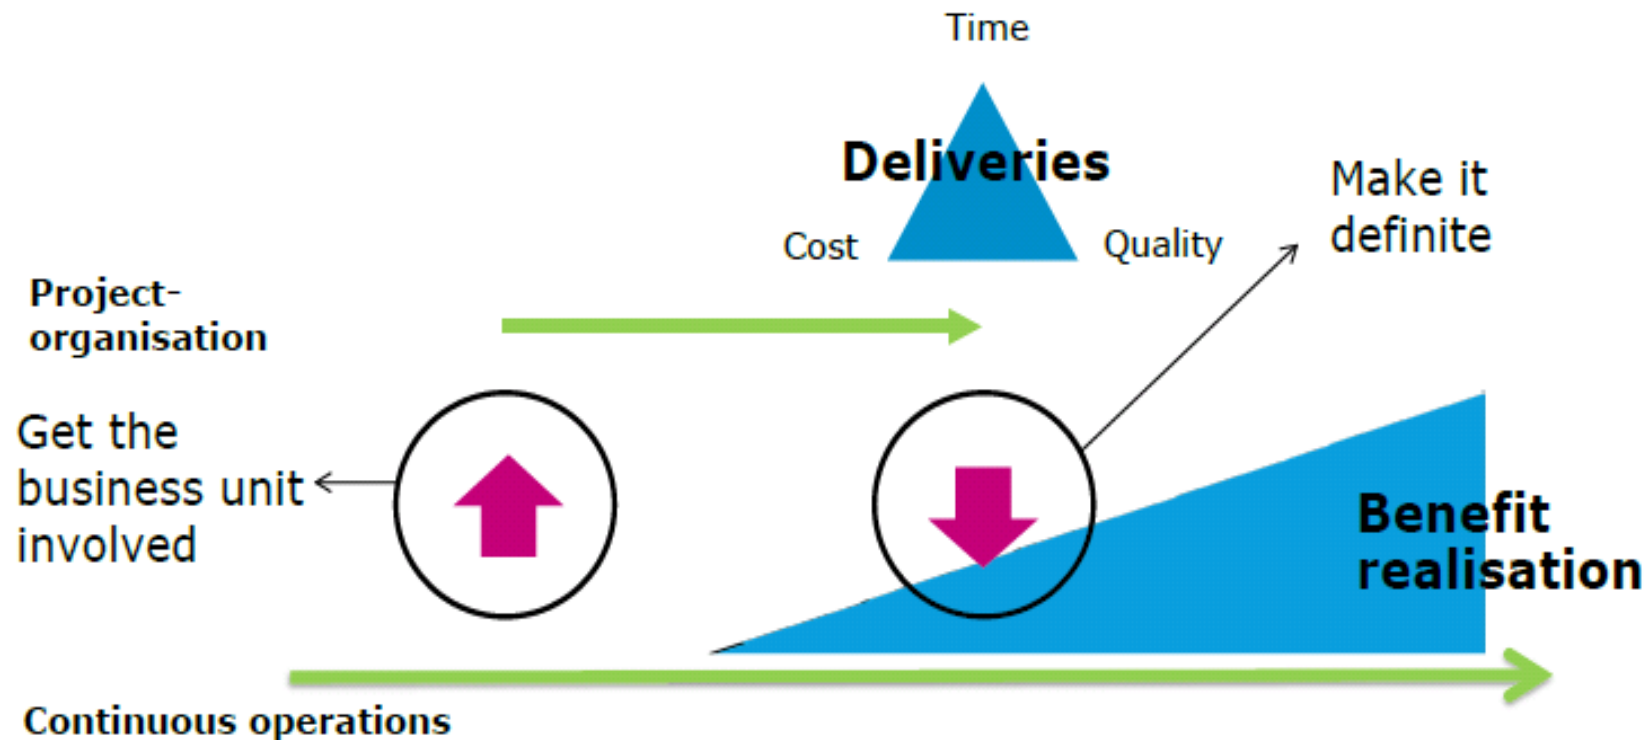 Time
Deliveries
Cost
Quality
Make it
definite
Project-
organisation
Get the
business unit
involved
Benefit
realisation
Continuous operations